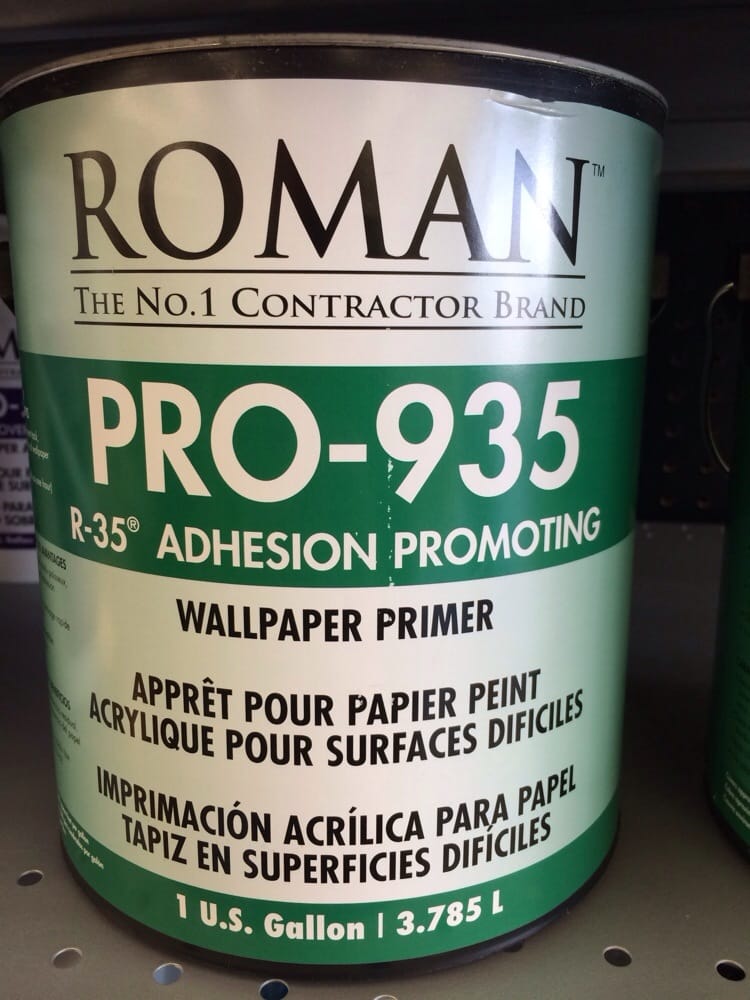 ROMAN™
THE NO.1 CONTRACTOR BRAND
PRO-935
R-35® ADHESION PROMOTING
WALLPAPER PRIMER
APPRÊT POUR PAPIER PEINT
ACRYLIQUE POUR SURFACES DIFICILES
IMPRIMACIÓN ACRÍLICA PARA PAPEL
TAPIZ EN SUPERFICIES DIFÍCILES
1 U.S. Gallon | 3.785 L